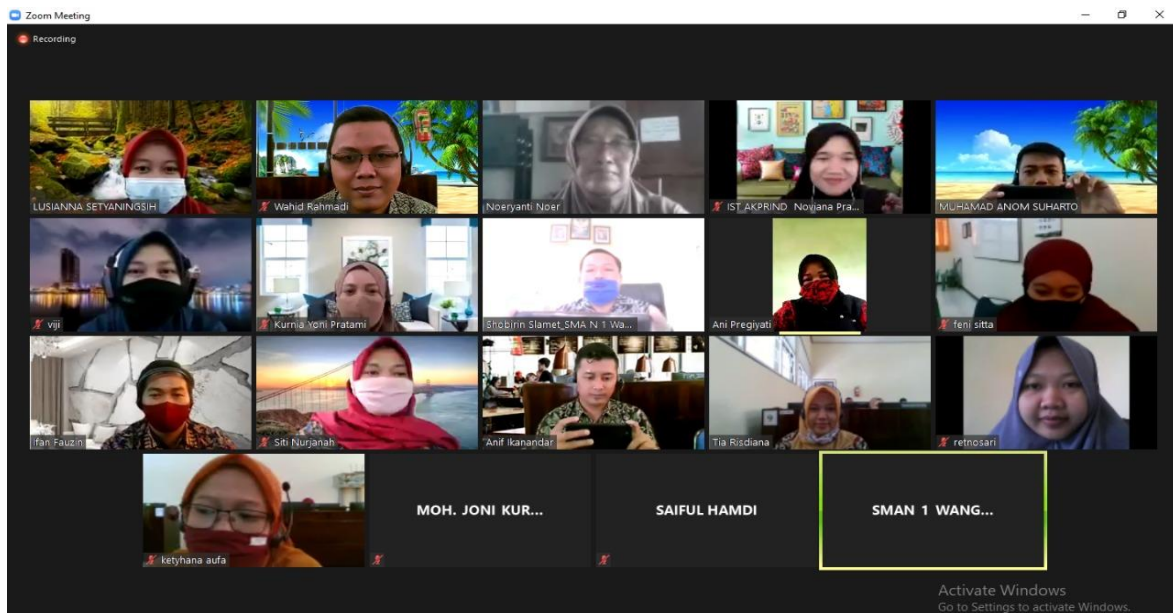 Zoom Meeting
Recording
LUSIANNA SETYANINGSIH
Wahid Rahmadi
Noeryanti Noer
IST AKPRIND_Noviana Pra...
MUHAMAD ANOM SUHARTO
viji
Kurnia Yoni Pratami
Shobirin Slamet_SMA N 1 Wa...
Ani Pregiyati
feni sitta
Ifan Fauzin
Siti Nurjanah
Anif Ikanandar
Tia Risdiana
retnosari
ketyhana aufa
MOH. JONI KUR...
SAIFUL HAMDI
SMAN 1 WANG...
Activate Windows
Go to Settings to activate Windows.